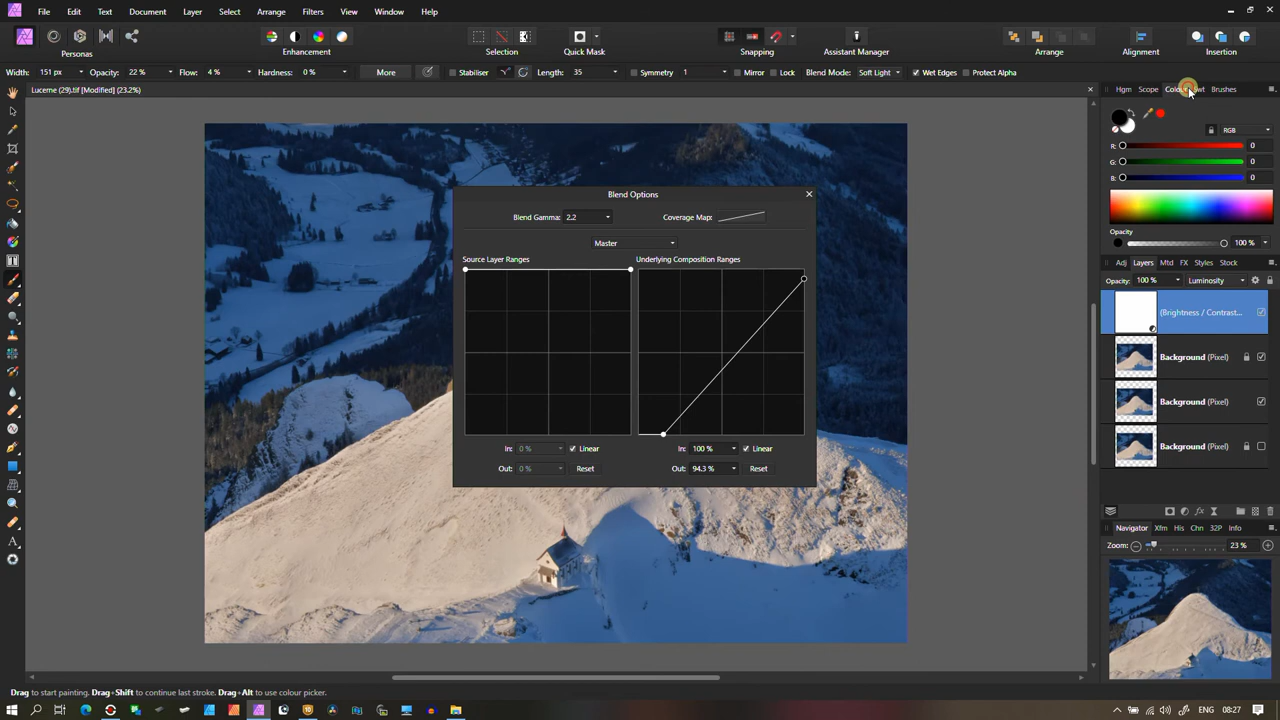 File Edit Text Document Layer Select Arrange Filters View Window Help
Personas Enhancement Selection Quick Mask Snapping Assistant Manager Arrange Alignment Insertion
Width: 151 px Opacity: 22 % Flow: 4 % Hardness: 0 % More Stabiliser Length: 35 Symmetry 1 Mirror Lock Blend Mode: Soft Light Wet Edges Protect Alpha
Lucerne (29).tif [Modified] (23.2%)
Hgm Scope Colour Swt Brushes
RGB
R: 0
G: 0
B: 0
Opacity
100 %
Adj Layers Mtd FX Styles Stock
Opacity: 100 % Luminosity
(Brightness / Contrast...
Background (Pixel)
Background (Pixel)
Background (Pixel)
Navigator Xfm His Chn 32P Info
Zoom: 23 %
Blend Options
Blend Gamma: 2.2 Coverage Map:
Master
Source Layer Ranges Underlying Composition Ranges
In: 0 % Linear In: 100 % Linear
Out: 0 % Reset Out: 94.3 % Reset
Drag to start painting. Drag+Shift to continue last stroke. Drag+Alt to use colour picker.
ENG 08:27